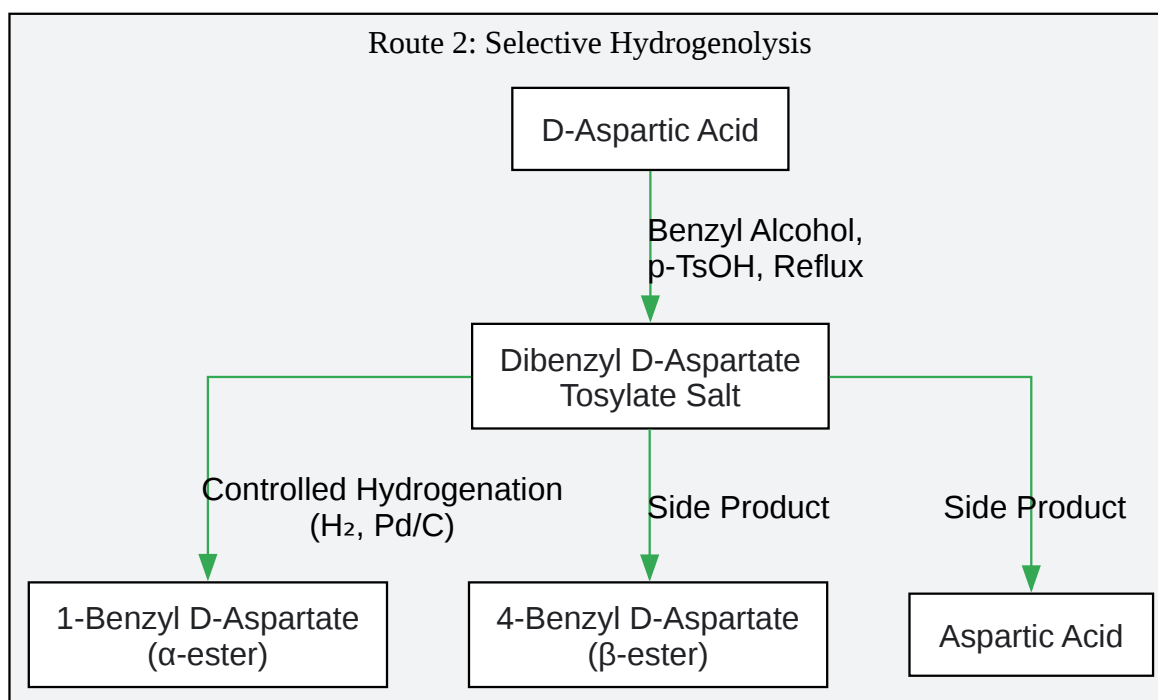 Route 2: Selective Hydrogenolysis
D-Aspartic Acid
Benzyl Alcohol,
p-TsOH, Reflux
Dibenzyl D-Aspartate
Tosylate Salt
Controlled Hydrogenation
(H₂, Pd/C)
Side Product
Side Product
1-Benzyl D-Aspartate
(α-ester)
4-Benzyl D-Aspartate
(β-ester)
Aspartic Acid